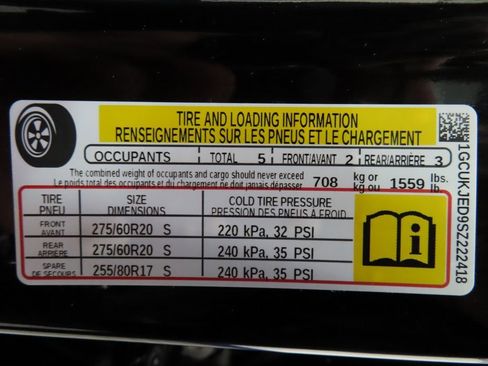 TIRE AND LOADING INFORMATION
RENSEIGNEMENTS SUR LES PNEUS ET LE CHARGEMENT
OCCUPANTS TOTAL 5 FRONT/AVANT 2 REAR/ARRIÈRE 3
The combined weight of occupants and cargo should never exceed
Le poids total des occupants et du chargement ne doit jamais dépasser
708 kg or 1559 lbs.
kg ou lb.
TIRE SIZE COLD TIRE PRESSURE
PNEU DIMENSIONS PRESSION DES PNEUS A FROID
FRONT
AVANT 275/60R20 S 220 kPa, 32 PSI
REAR
ARRIÈRE 275/60R20 S 240 kPa, 35 PSI
SPARE
DE SECOURS 255/80R17 S 240 kPa, 35 PSI
i
1GCUKJED9SZ222418